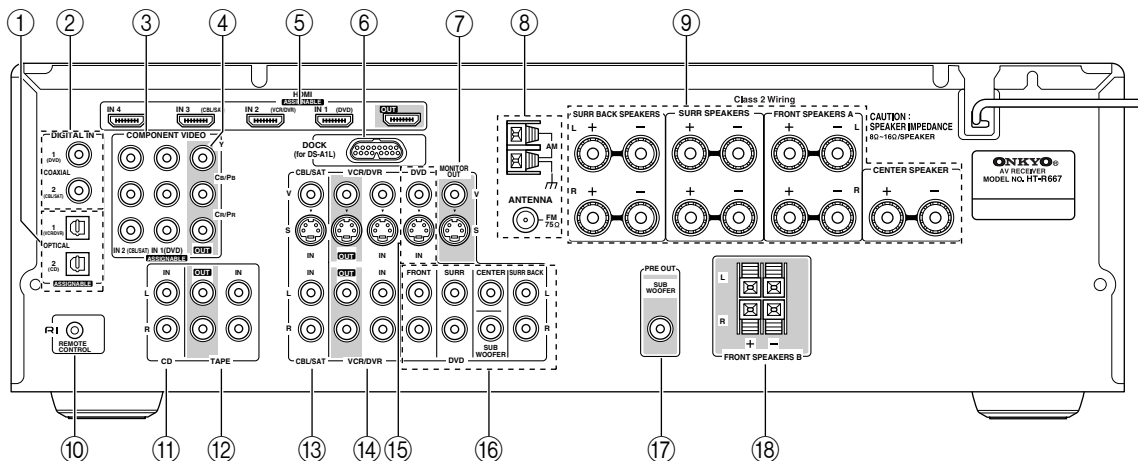 ① ② ③ ④ ⑤ ⑥ ⑦ ⑧ ⑨
HDMI
ASSIGNABLE
IN 4 IN 3 (CBL/SAT) IN 2 (VCR/DVR) IN 1 (DVD) OUT
DIGITAL IN
1 (DVD)
COAXIAL
2 (CBL/SAT)
1 (VCR/DVR)
OPTICAL
2 (CD)
ASSIGNABLE
COMPONENT VIDEO
Y
CB/PB
CR/PR
IN 2 (CBL/SAT) IN 1 (DVD) OUT
ASSIGNABLE
DOCK
(for DS-A1L)
CBL/SAT VCR/DVR DVD MONITOR OUT
V V
S S
IN OUT IN IN
AM
ANTENNA
FM
75Ω
Class 2 Wiring
SURR BACK SPEAKERS SURR SPEAKERS FRONT SPEAKERS A
L + − + − + − L
R + − + − + − R
CAUTION :
SPEAKER IMPEDANCE
8Ω~16Ω/SPEAKER
CENTER SPEAKER
+ −
ONKYO
AV RECEIVER
MODEL NO. HT-R667
RI
REMOTE
CONTROL
IN OUT IN
L
R
CD TAPE
IN OUT IN
L
R
CBL/SAT VCR/DVR
FRONT SURR CENTER SURR BACK
L
R
SUB
WOOFER
DVD
PRE OUT
SUB
WOOFER
L
R
+ −
FRONT SPEAKERS B
⑩ ⑪ ⑫ ⑬ ⑭ ⑮ ⑯ ⑰ ⑱